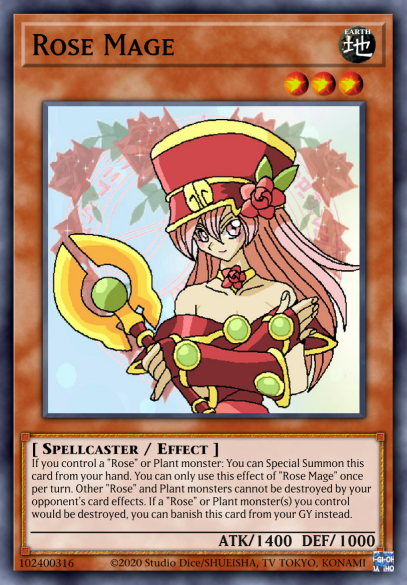 Rose Mage
EARTH
地
[ Spellcaster / Effect ]
If you control a "Rose" or Plant monster: You can Special Summon this
card from your hand. You can only use this effect of "Rose Mage" once
per turn. Other "Rose" and Plant monsters cannot be destroyed by your
opponent's card effects. If a "Rose" or Plant monster(s) you control
would be destroyed, you can banish this card from your GY instead.
ATK/1400 DEF/1000
102400316 ©2020 Studio Dice/SHUEISHA, TV TOKYO, KONAMI